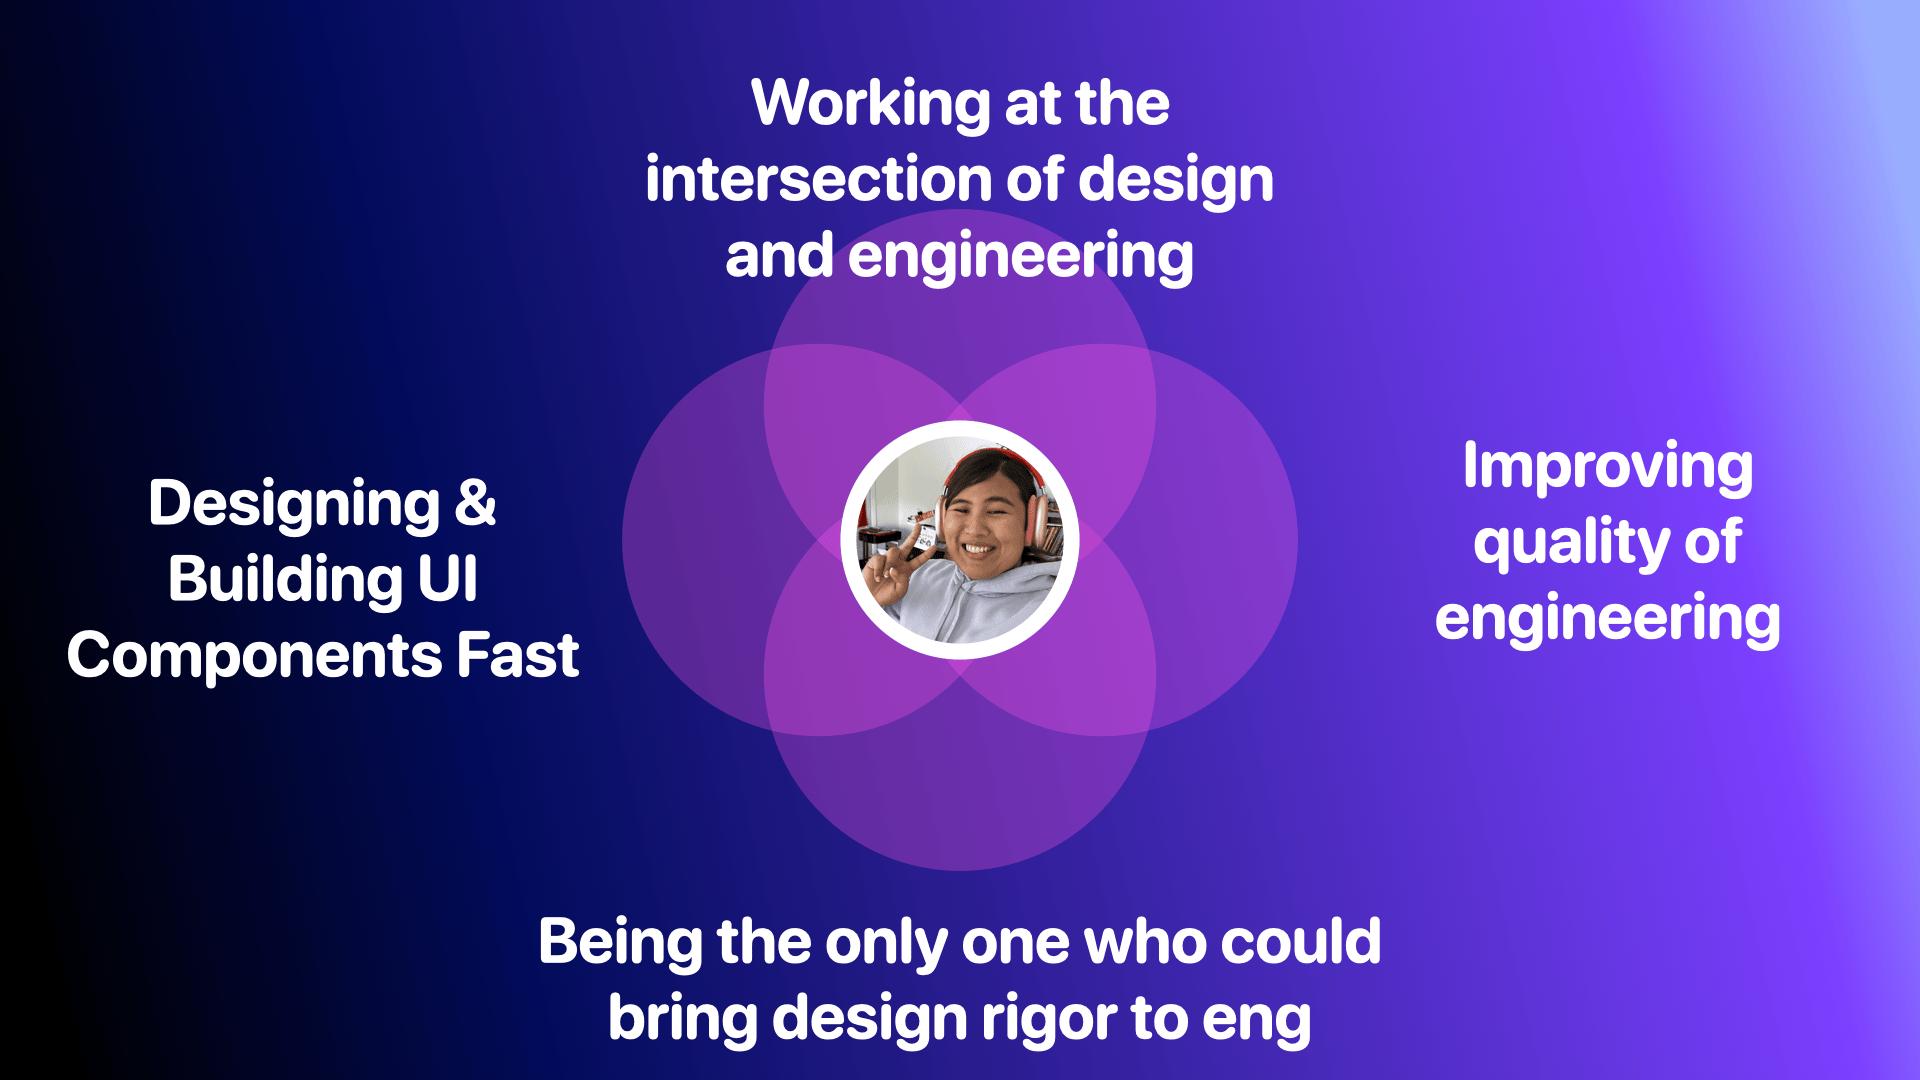 Working at the
intersection of design
and engineering
Designing &
Building UI
Components Fast
Improving
quality of
engineering
Being the only one who could
bring design rigor to eng